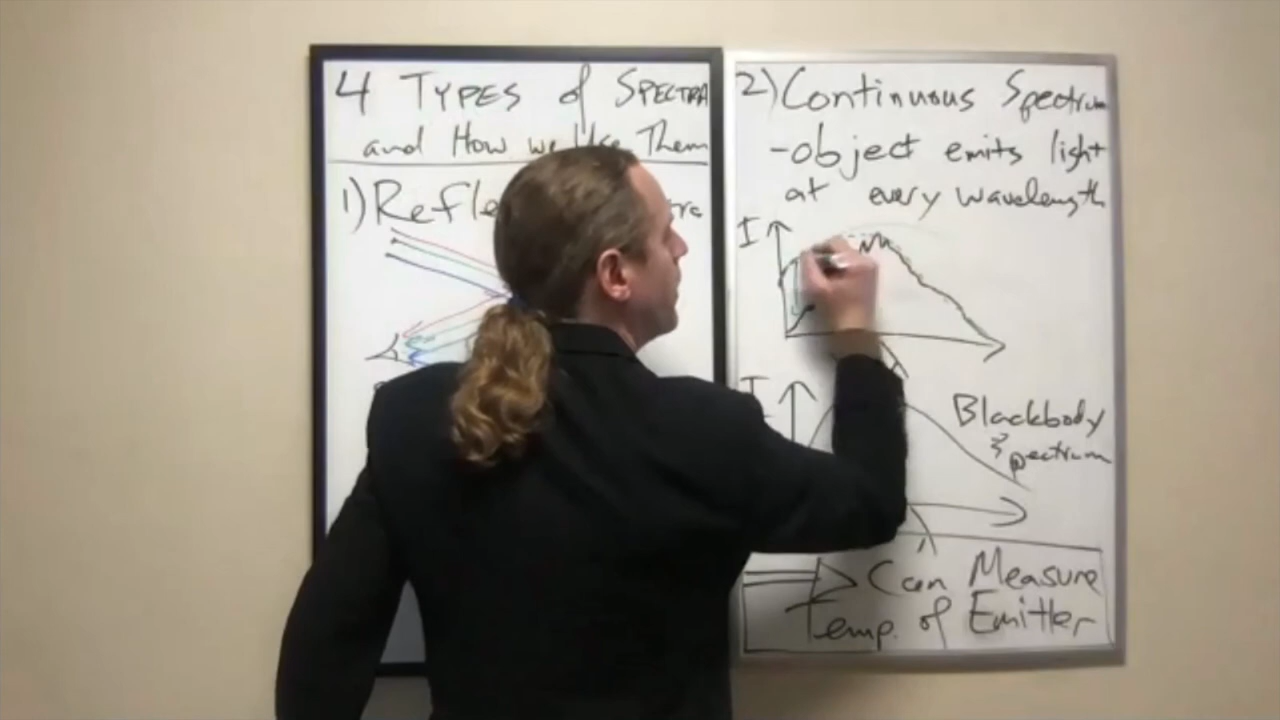 4 TYPES of SPECTRA
and How we Use Them
1) Refle
2) Continuous Spectrum
-object emits light
at every wavelength
I
λ
I
Blackbody
Spectrum
λ
Can Measure
Temp. of Emitter